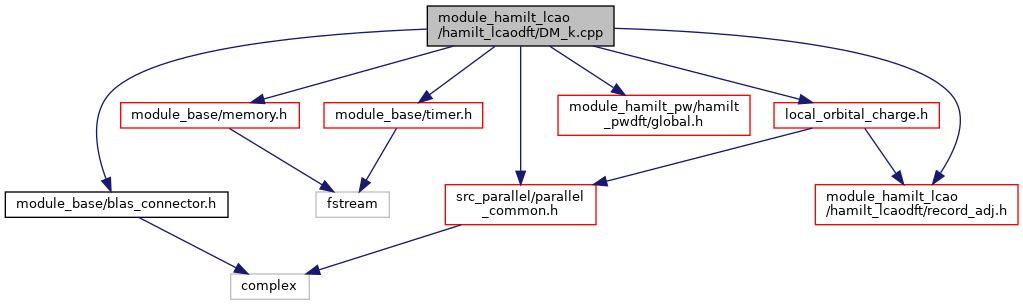 module_hamilt_lcao
/hamilt_lcaodft/DM_k.cpp
module_base/memory.h
module_base/timer.h
module_hamilt_pw/hamilt
_pwdft/global.h
local_orbital_charge.h
module_base/blas_connector.h
fstream
src_parallel/parallel
_common.h
module_hamilt_lcao
/hamilt_lcaodft/record_adj.h
complex